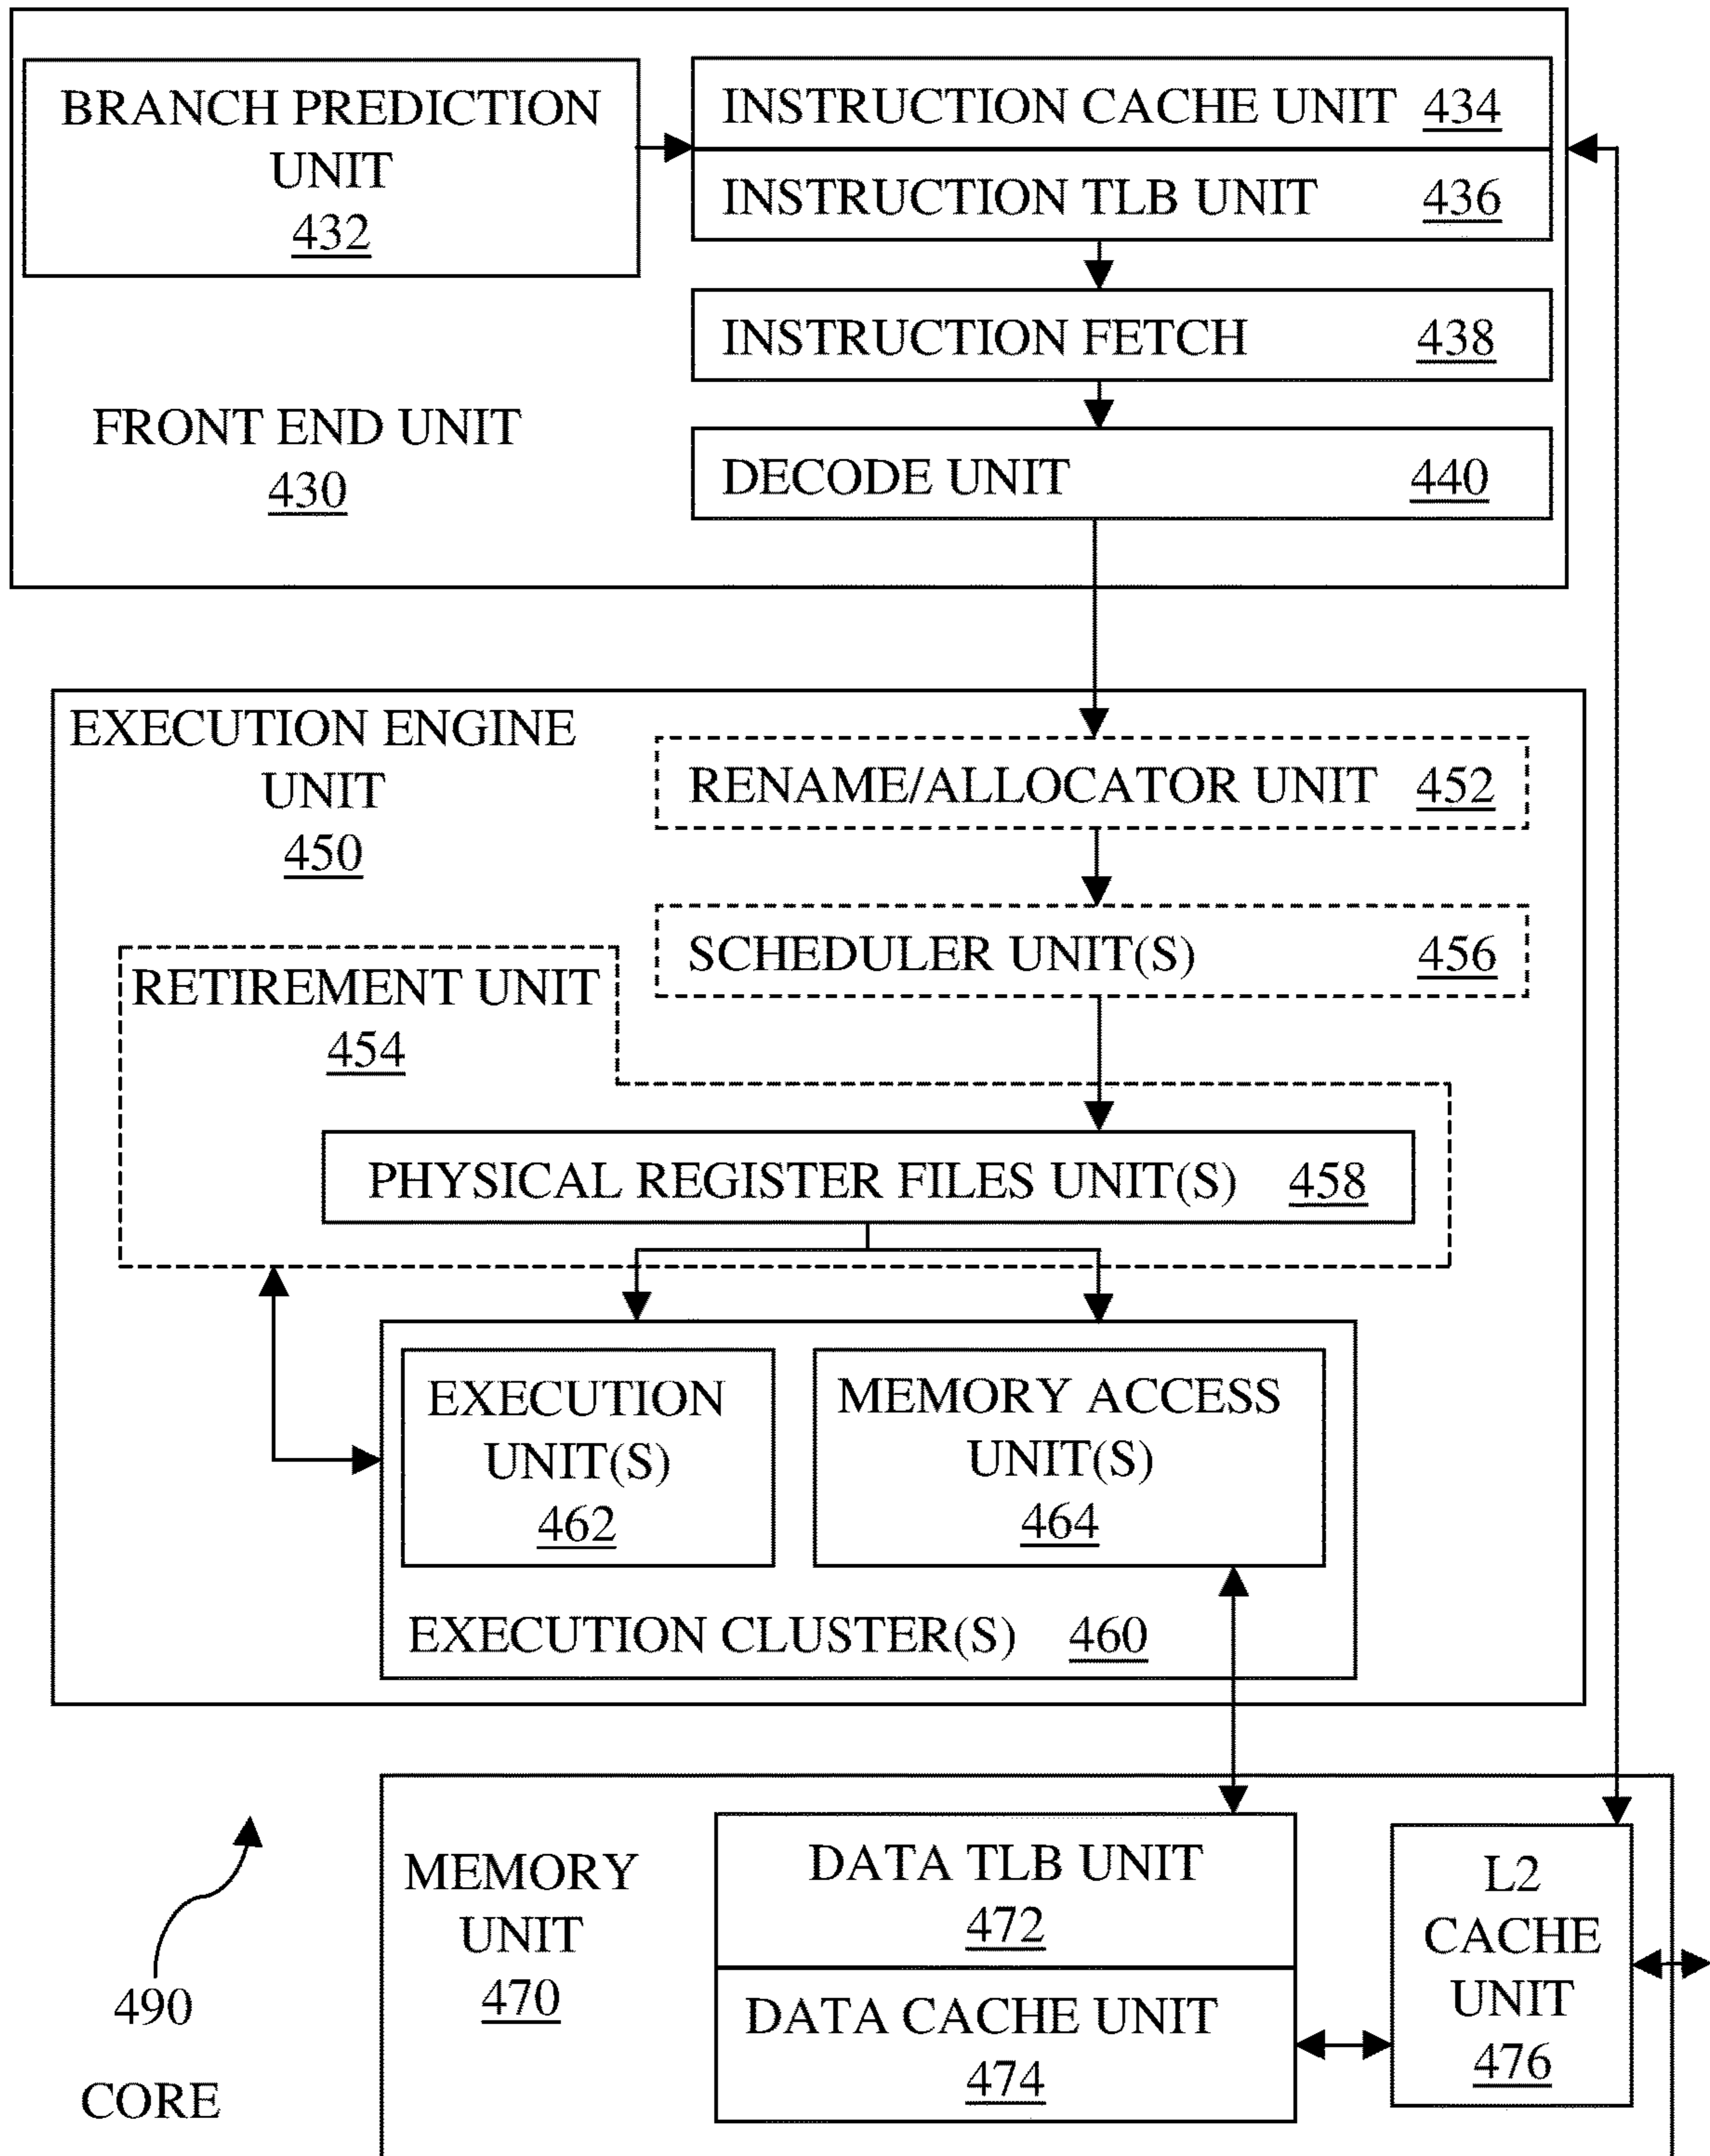 BRANCH PREDICTION
UNIT
432
INSTRUCTION CACHE UNIT 434
INSTRUCTION TLB UNIT 436
INSTRUCTION FETCH 438
FRONT END UNIT
430
DECODE UNIT 440
EXECUTION ENGINE
UNIT
450
RENAME/ALLOCATOR UNIT 452
SCHEDULER UNIT(S) 456
RETIREMENT UNIT
454
PHYSICAL REGISTER FILES UNIT(S) 458
EXECUTION
UNIT(S)
462
MEMORY ACCESS
UNIT(S)
464
EXECUTION CLUSTER(S) 460
490
CORE
MEMORY
UNIT
470
DATA TLB UNIT
472
DATA CACHE UNIT
474
L2
CACHE
UNIT
476